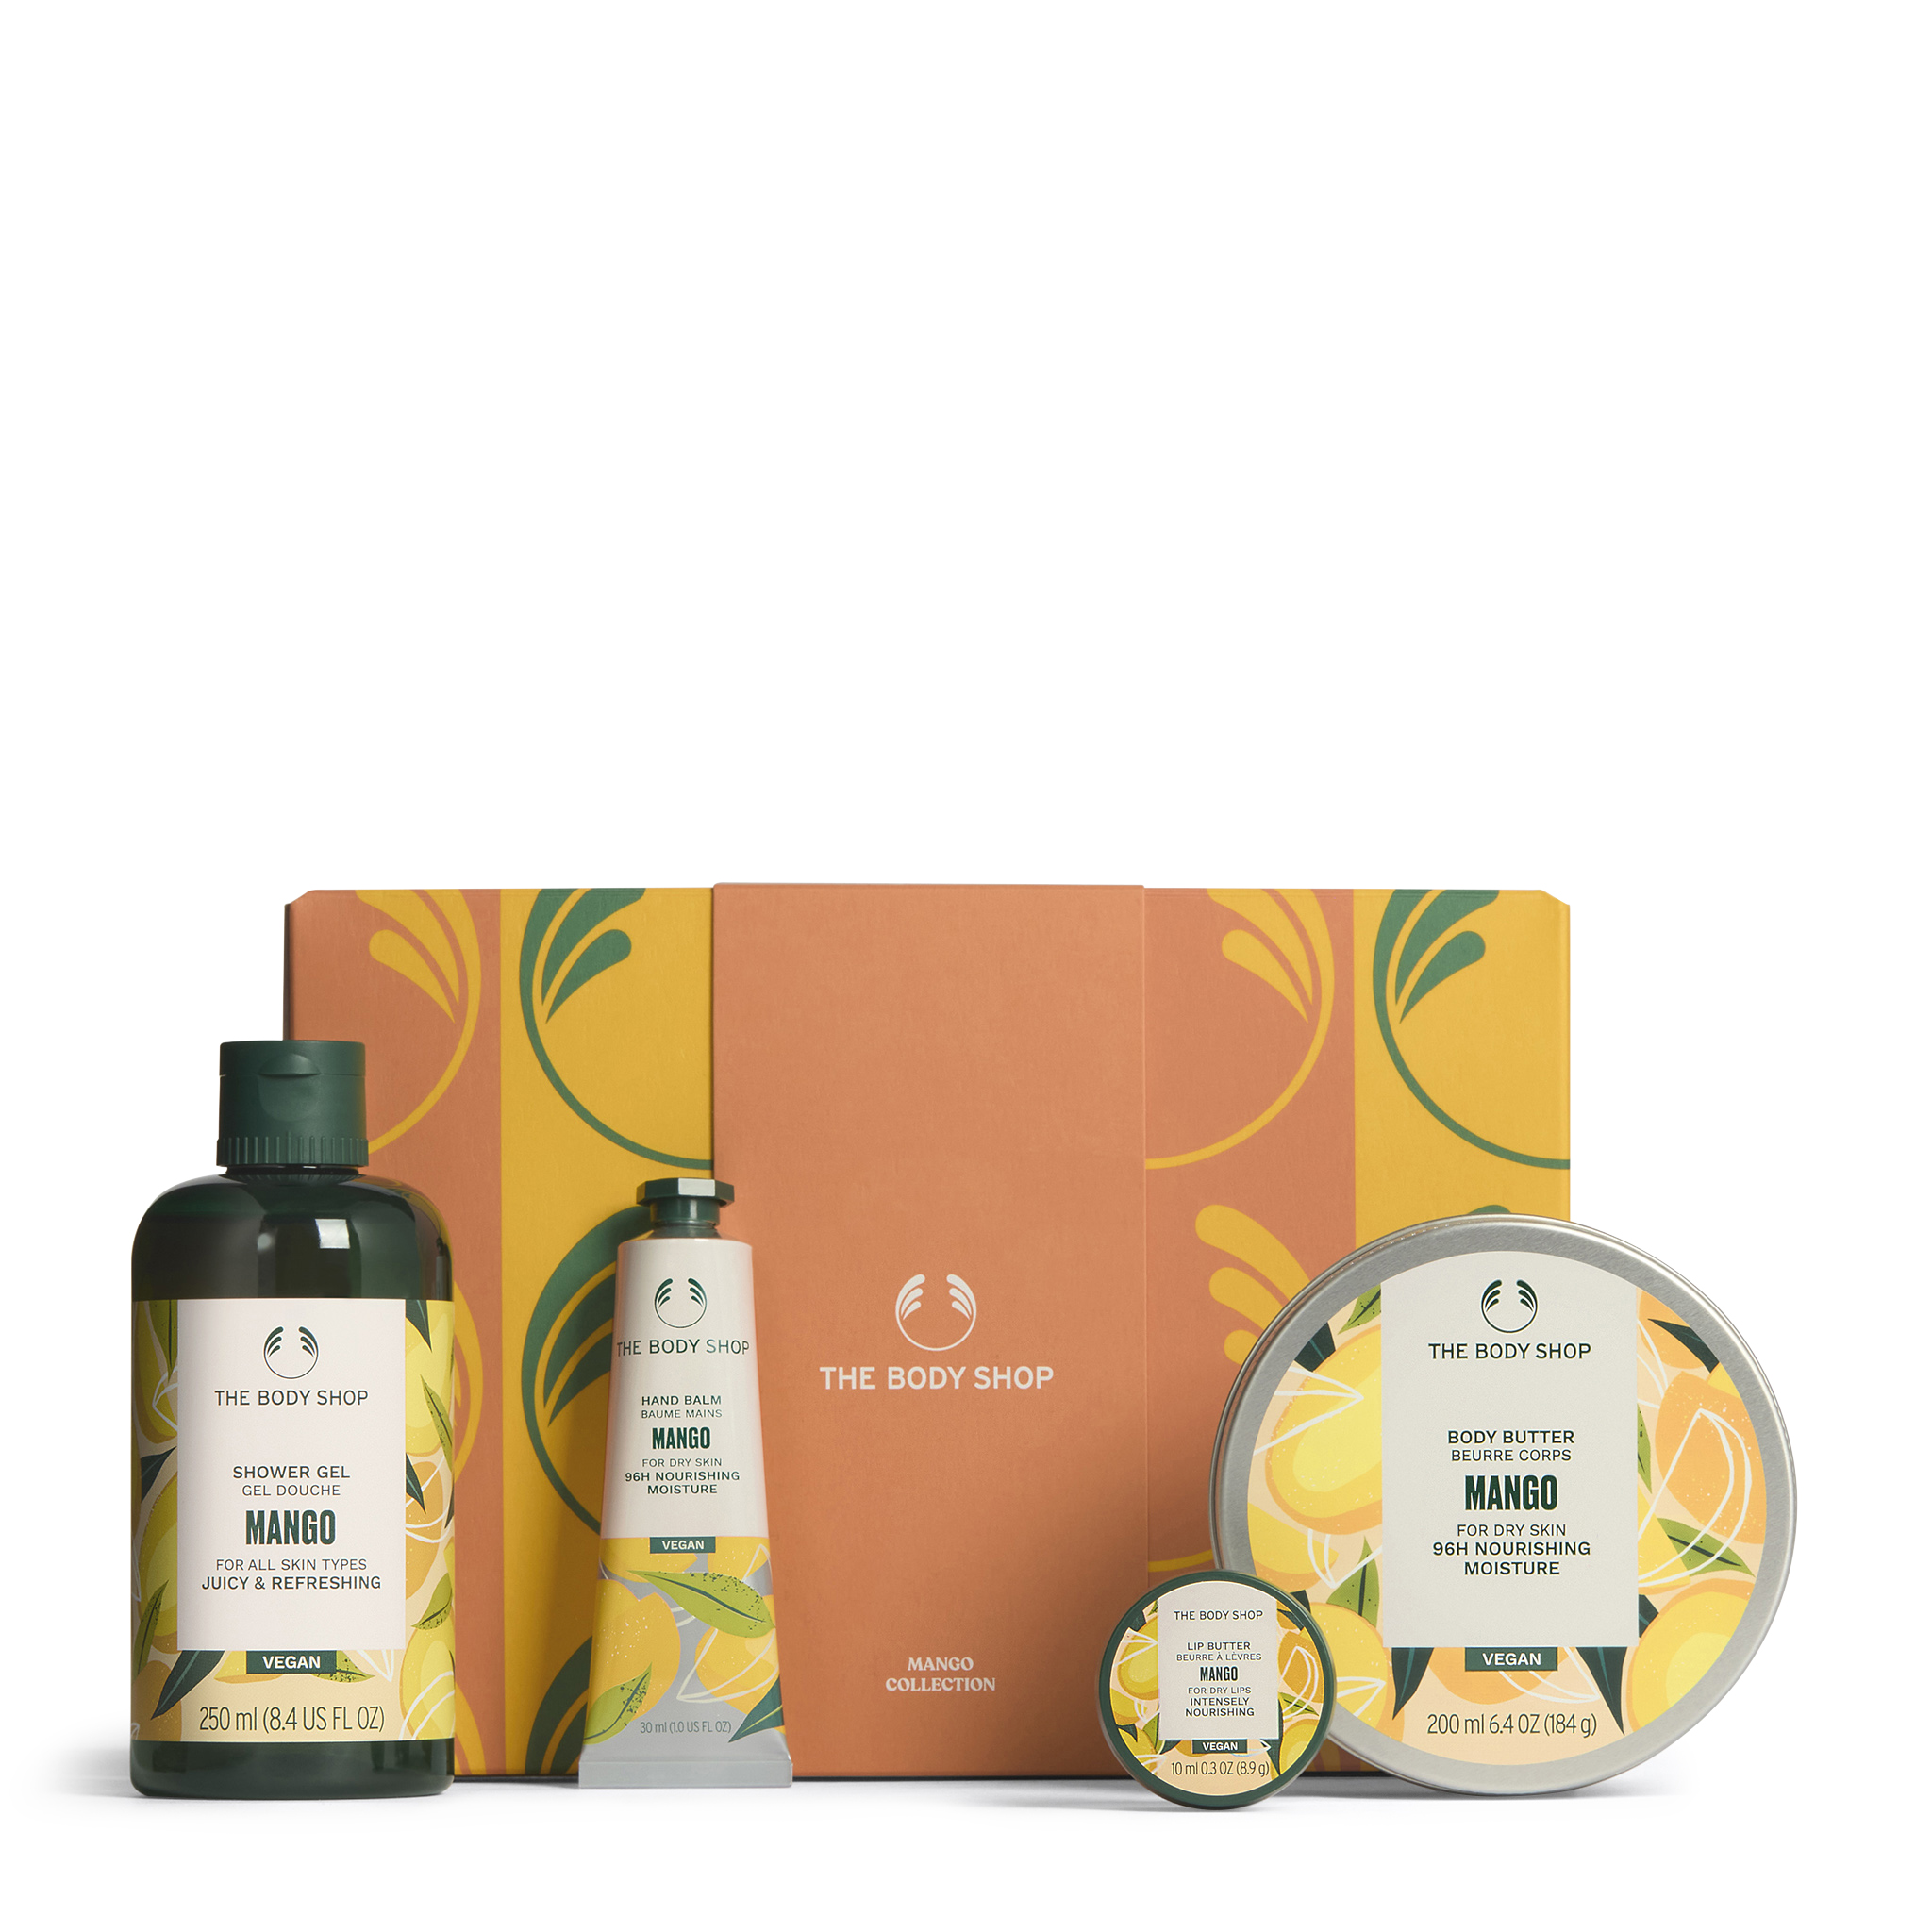 THE BODY SHOP
SHOWER GEL
GEL DOUCHE
MANGO
FOR ALL SKIN TYPES
JUICY & REFRESHING
VEGAN
250 ml (8.4 US FL OZ)
THE BODY SHOP
HAND BALM
BAUME MAINS
MANGO
FOR DRY SKIN
96H NOURISHING
MOISTURE
VEGAN
30 ml (1.0 US FL OZ)
THE BODY SHOP
MANGO
COLLECTION
THE BODY SHOP
LIP BUTTER
BEURRE À LÈVRES
MANGO
FOR DRY LIPS
INTENSELY
NOURISHING
VEGAN
10 ml 0.3 OZ (8.9 g)
THE BODY SHOP
BODY BUTTER
BEURRE CORPS
MANGO
FOR DRY SKIN
96H NOURISHING
MOISTURE
VEGAN
200 ml 6.4 OZ (184 g)